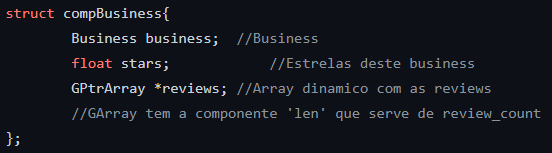 struct compBusiness{
Business business; //Business
float stars; //Estrelas deste business
GPtrArray *reviews; //Array dinamico com as reviews
//GArray tem a componente 'len' que serve de review_count
};